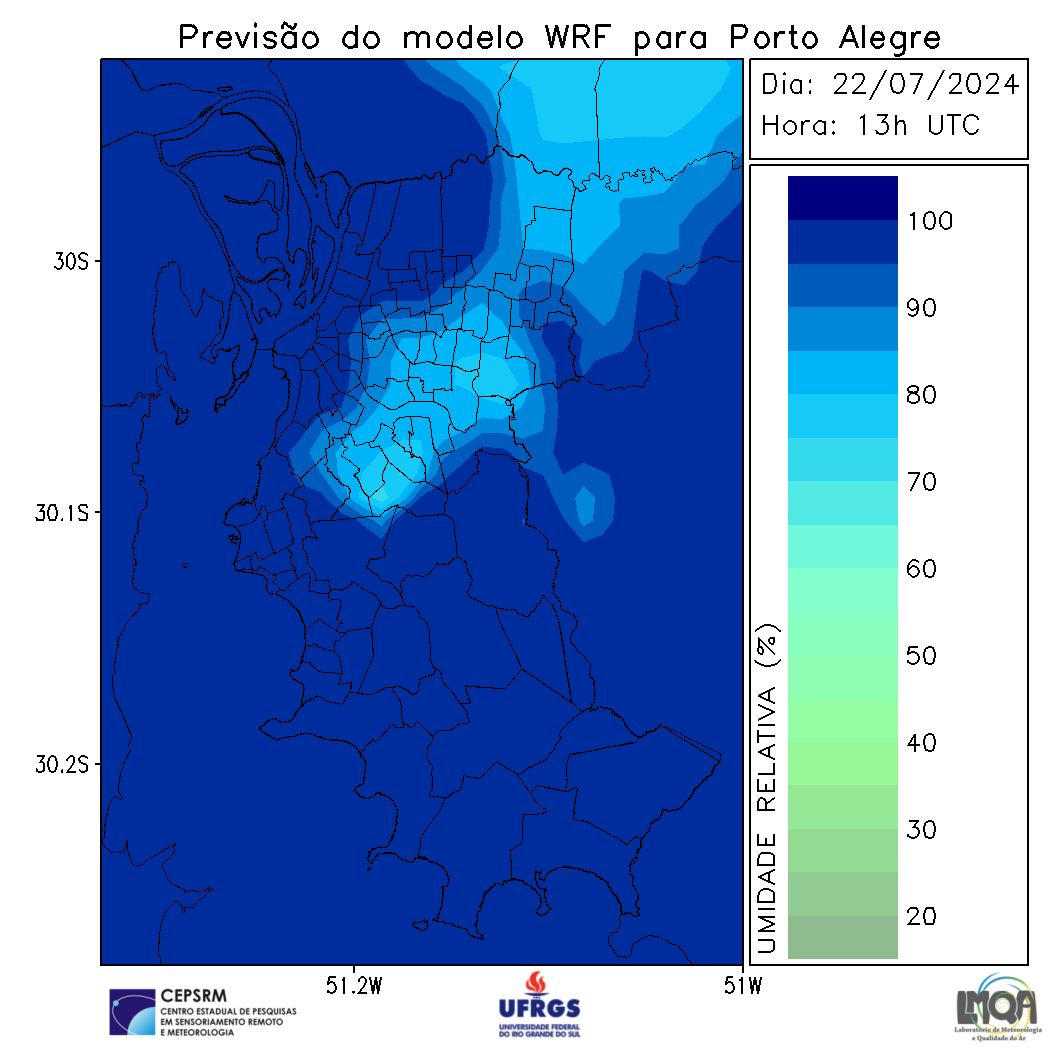 Previsão do modelo WRF para Porto Alegre
Dia: 22/07/2024
Hora: 13h UTC
100
90
80
70
60
50
40
30
20
UMIDADE RELATIVA (%)
30S
30.1S
30.2S
51.2W
51W
CEPSRM
CENTRO ESTADUAL DE PESQUISAS
EM SENSORIAMENTO REMOTO
E METEOROLOGIA
UFRGS
UNIVERSIDADE FEDERAL
DO RIO GRANDE DO SUL
LMQA
Laboratório de Meteorologia
e Qualidade do Ar